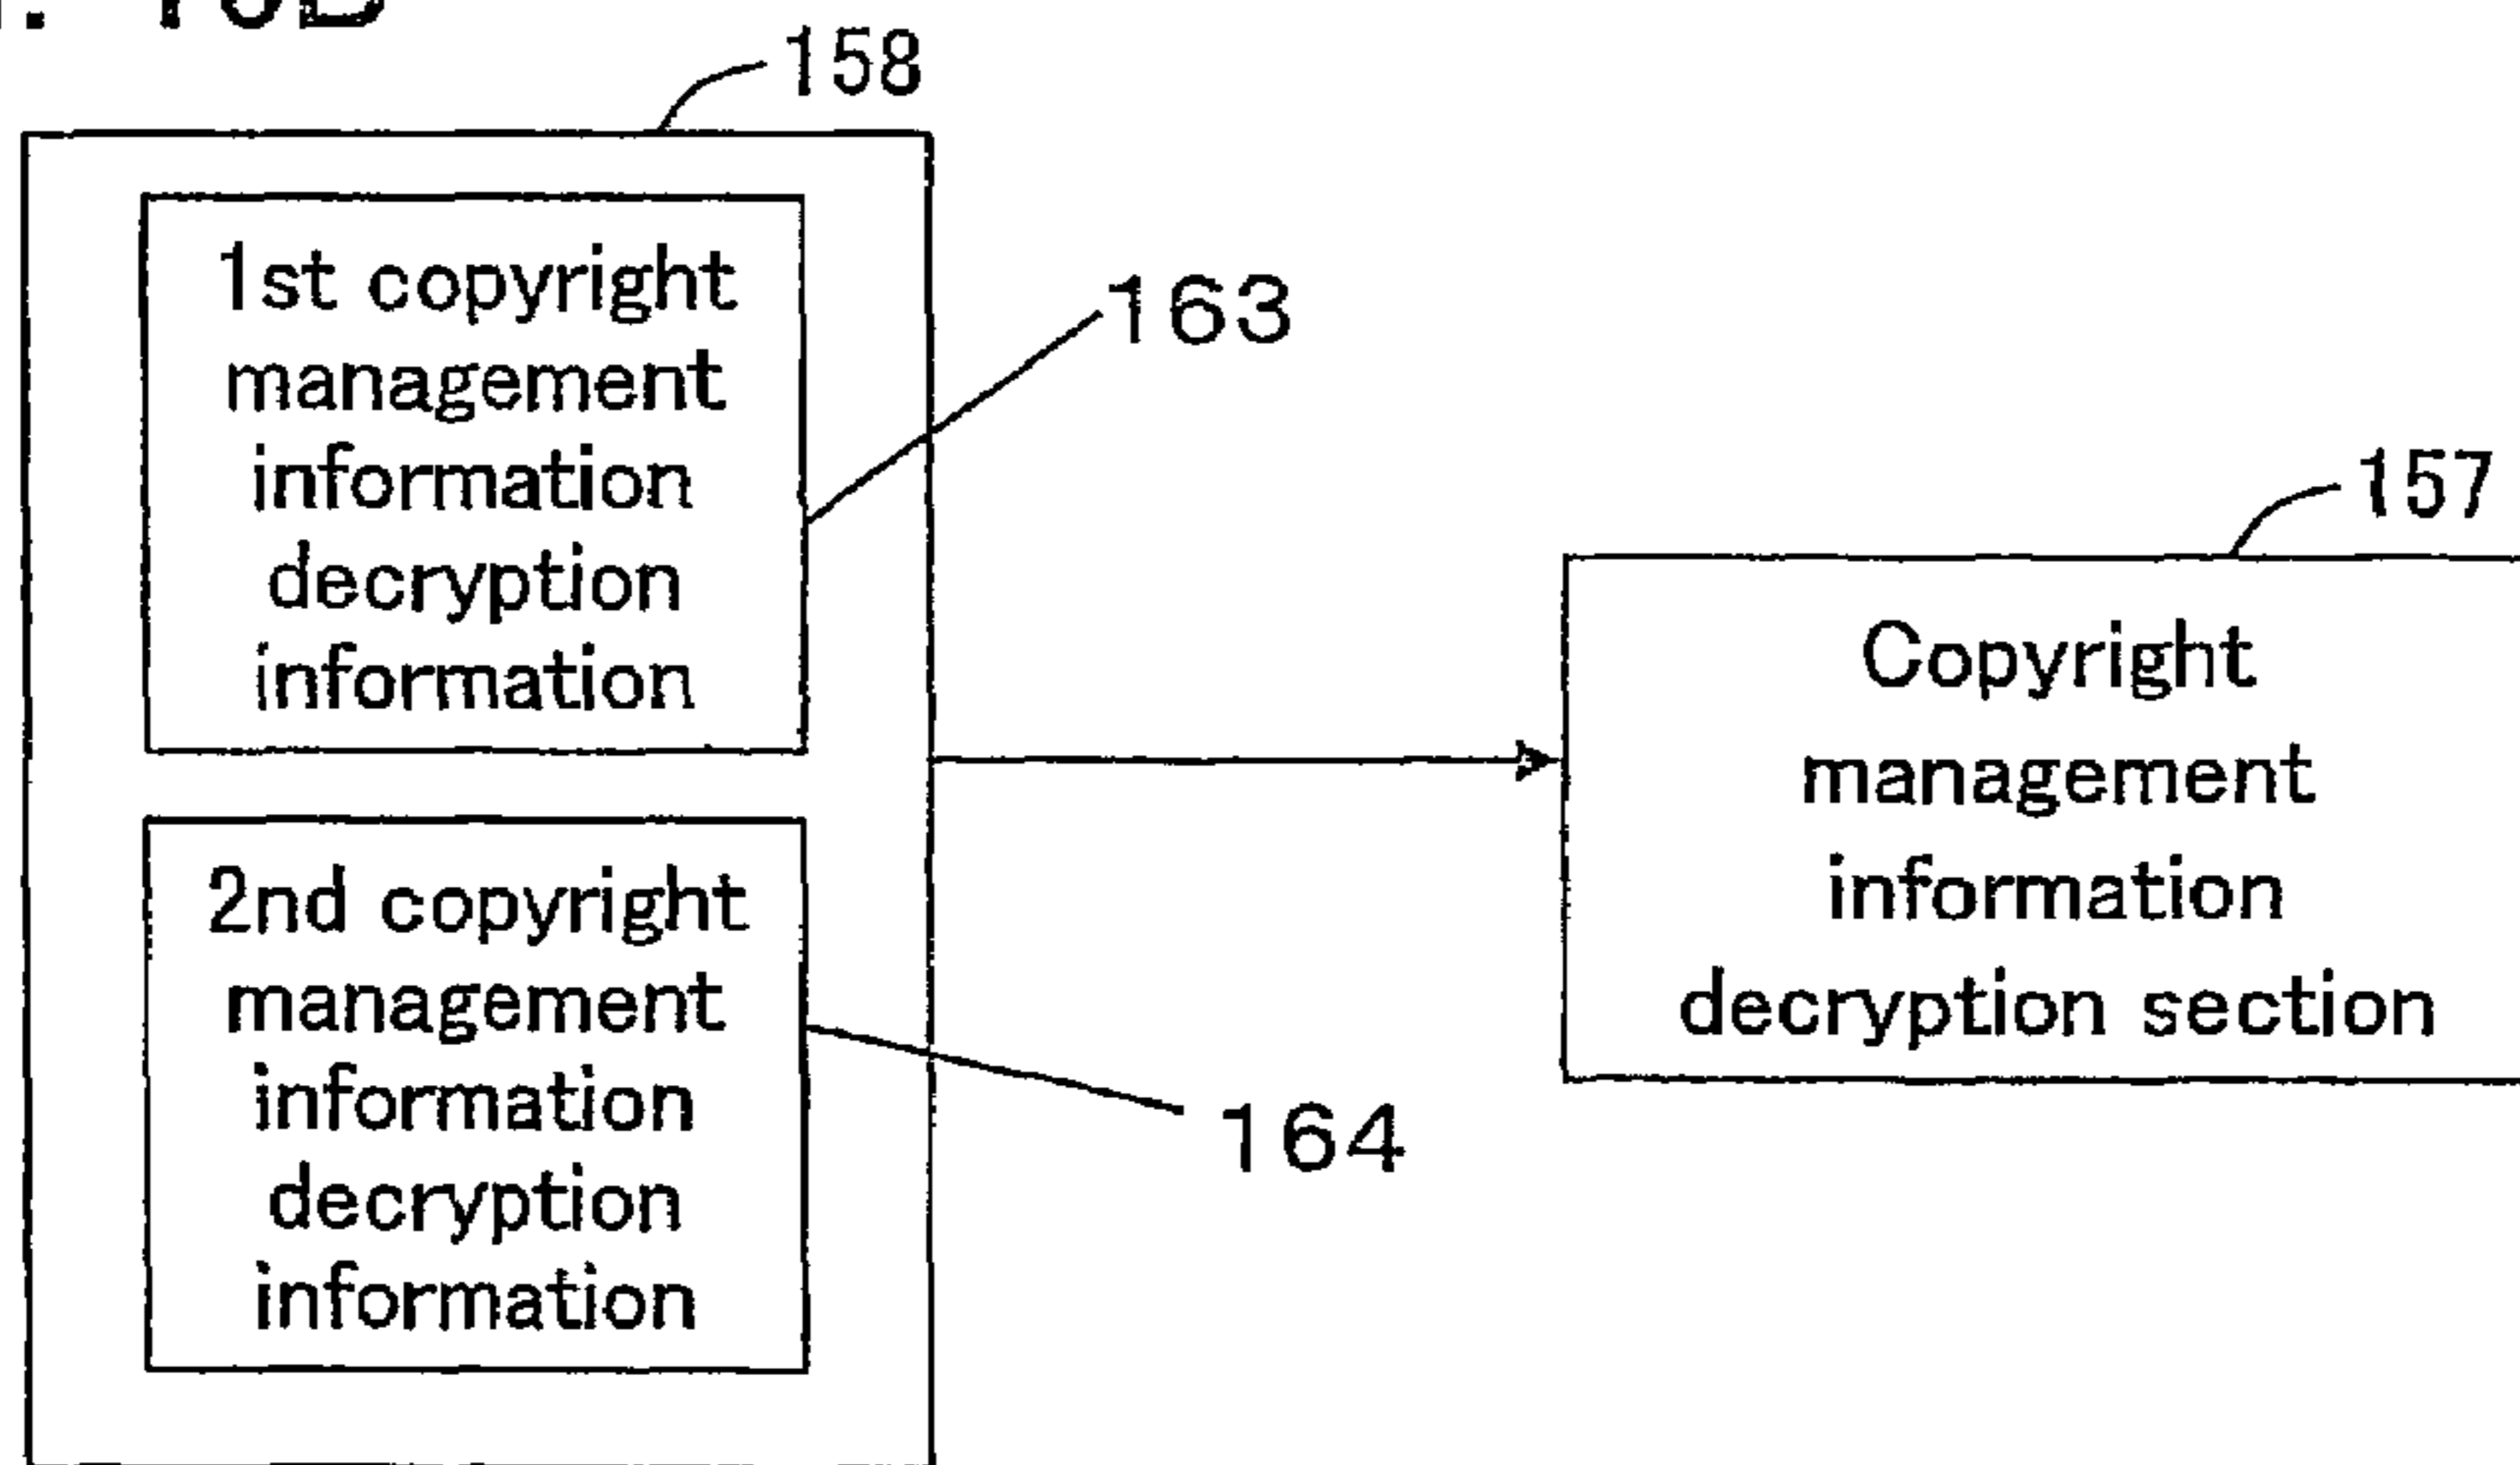 158
1st copyright
management
information
decryption
information
163
157
Copyright
management
information
decryption section
2nd copyright
management
information
decryption
information
164